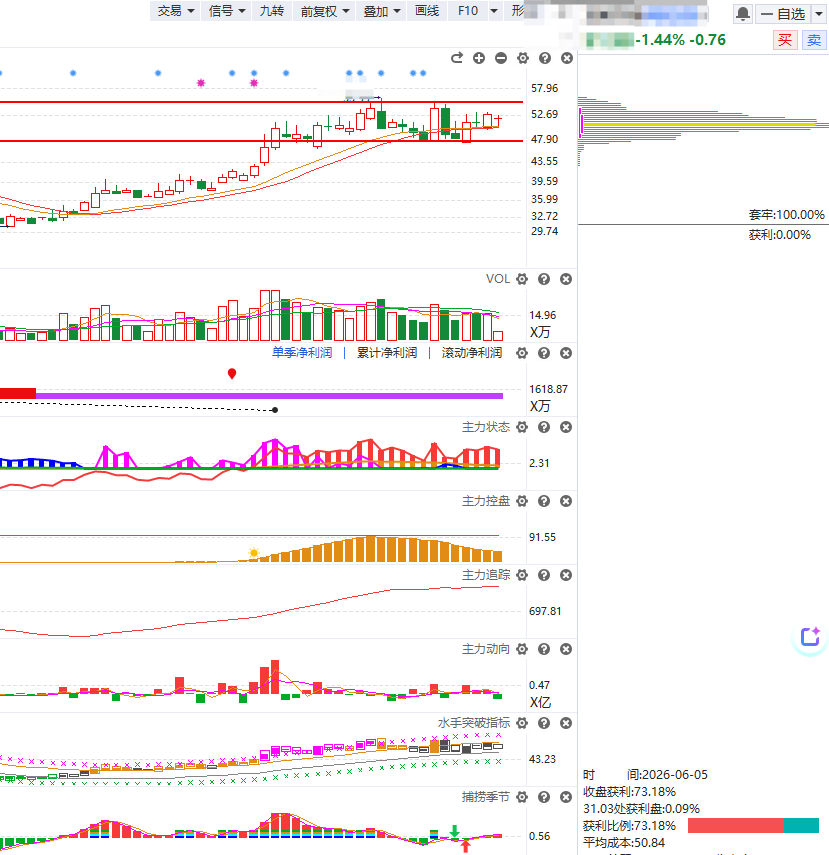 交易 信号 九转 前复权 叠加 画线 F10 形
自选
-1.44% -0.76 买 卖
57.96
52.69
47.90
43.55
39.59
35.99
32.72
29.74
套牢:100.00%
获利:0.00%
VOL
14.96
X万
单季净利润 | 累计净利润 | 滚动净利润
1618.87
X万
主力状态
2.31
主力控盘
91.55
主力追踪
697.81
主力动向
0.47
X亿
水手突破指标
43.23
捕捞季节
0.56
时 间:2026-06-05
收盘获利:73.18%
31.03处获利盘:0.09%
获利比例:73.18%
平均成本:50.84